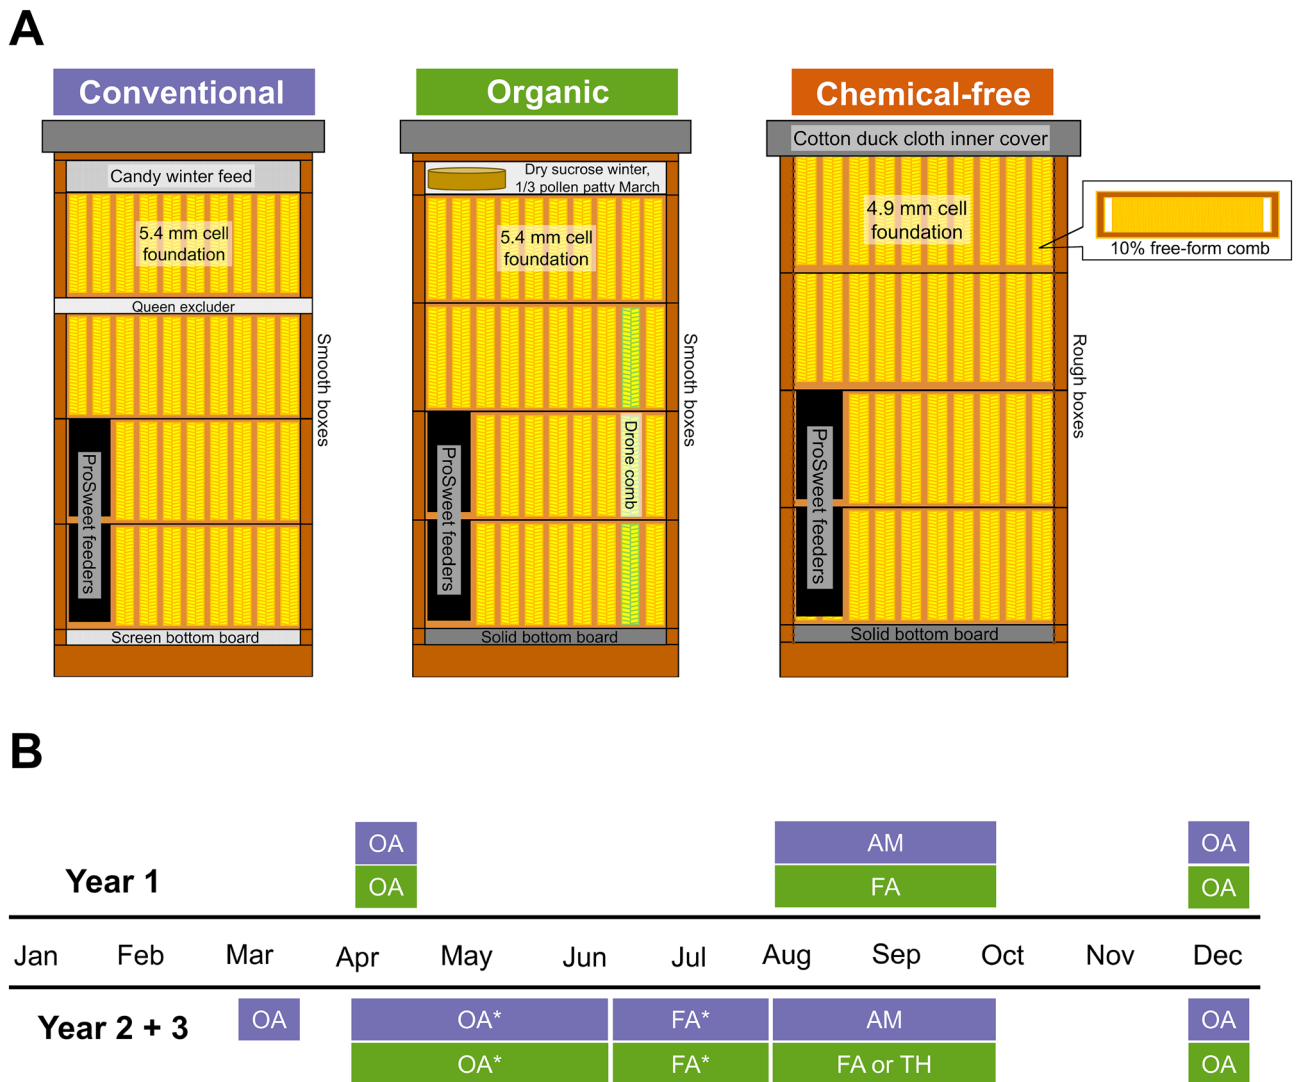 A
Conventional
Organic
Chemical-free
Candy winter feed
5.4 mm cell
foundation
Queen excluder
Smooth boxes
ProSweet feeders
Screen bottom board
Dry sucrose winter,
1/3 pollen patty March
5.4 mm cell
foundation
Smooth boxes
Drone comb
ProSweet feeders
Solid bottom board
Cotton duck cloth inner cover
4.9 mm cell
foundation
10% free-form comb
Rough boxes
ProSweet feeders
Solid bottom board
B
Year 1
OA AM OA
OA FA OA
Jan Feb Mar Apr May Jun Jul Aug Sep Oct Nov Dec
Year 2 + 3
OA OA* FA* AM OA
OA* FA* FA or TH OA